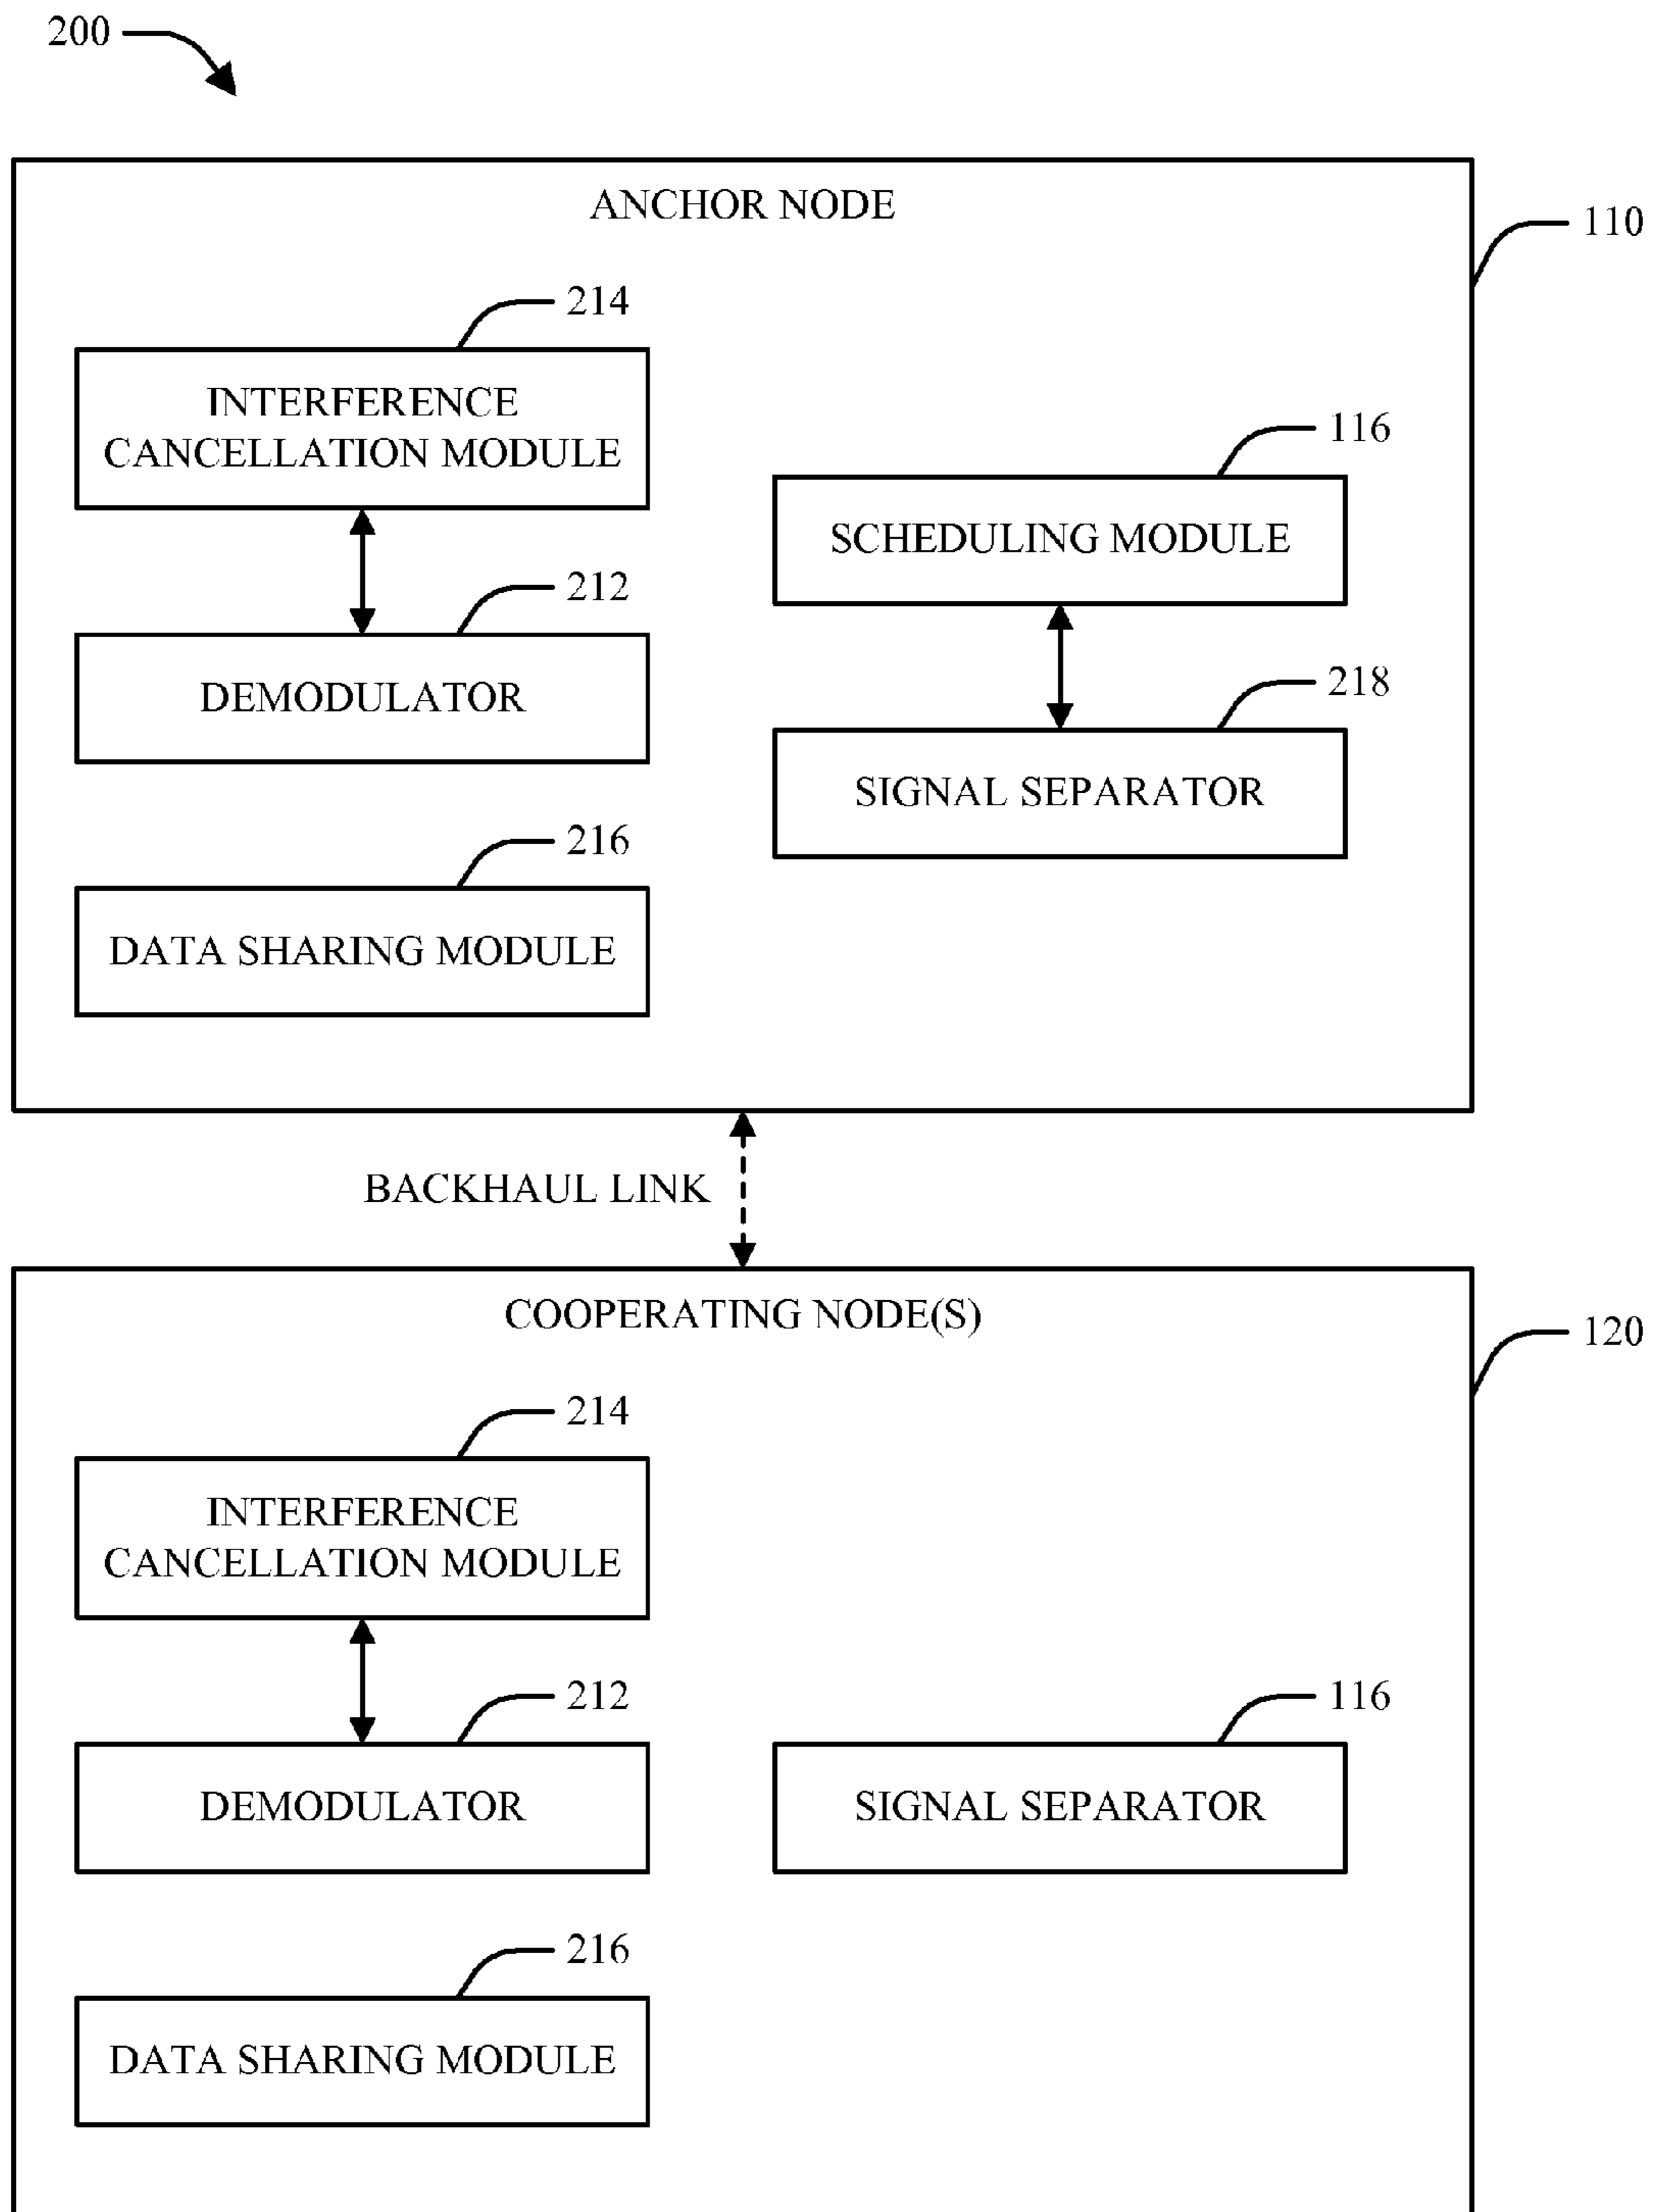 200
ANCHOR NODE
110
214
INTERFERENCE
CANCELLATION MODULE
116
SCHEDULING MODULE
212
DEMODULATOR
218
SIGNAL SEPARATOR
216
DATA SHARING MODULE
BACKHAUL LINK
COOPERATING NODE(S)
120
214
INTERFERENCE
CANCELLATION MODULE
212
DEMODULATOR
116
SIGNAL SEPARATOR
216
DATA SHARING MODULE